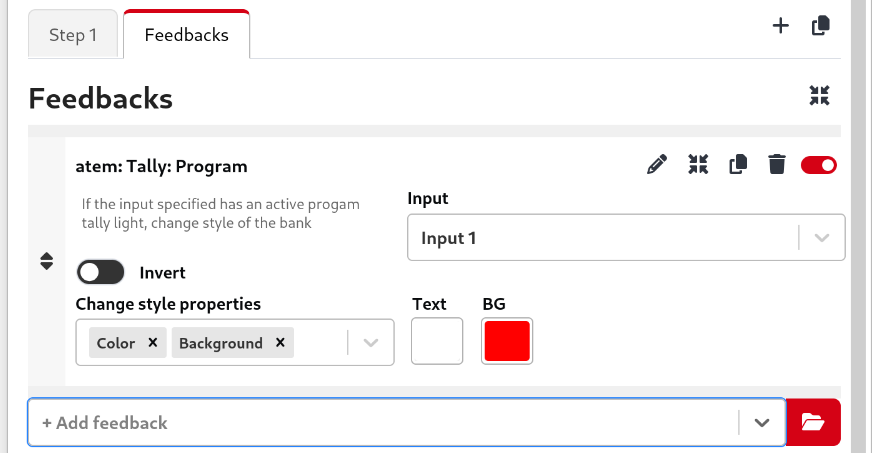 Step 1
Feedbacks
Feedbacks
atem: Tally: Program
If the input specified has an active progam
tally light, change style of the bank
Input
Input 1
Invert
Change style properties
Text
BG
Color
Background
+ Add feedback